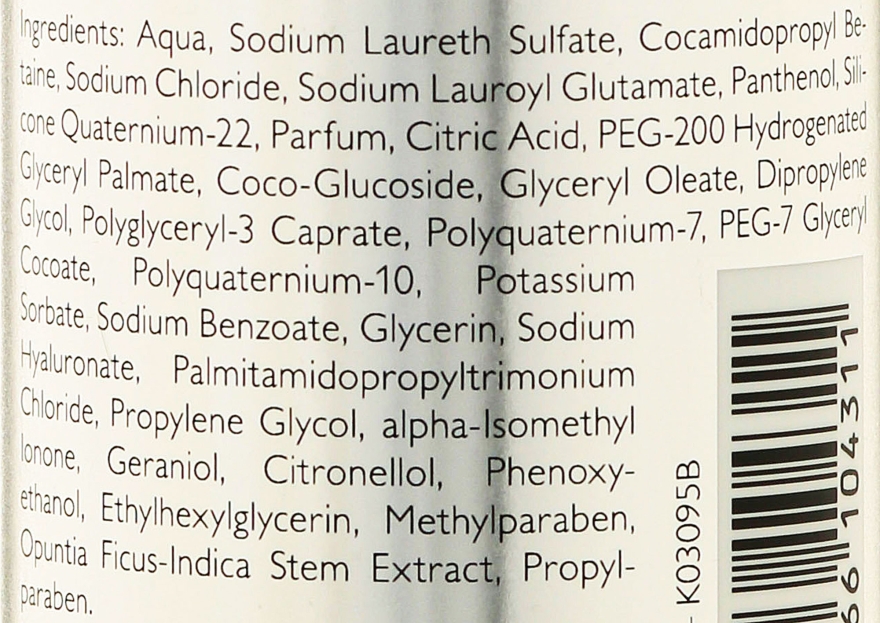 Ingredients: Aqua, Sodium Laureth Sulfate, Cocamidopropyl Be-
taine, Sodium Chloride, Sodium Lauroyl Glutamate, Panthenol, Sili-
cone Quaternium-22, Parfum, Citric Acid, PEG-200 Hydrogenated
Glyceryl Palmate, Coco-Glucoside, Glyceryl Oleate, Dipropylene
Glycol, Polyglyceryl-3 Caprate, Polyquaternium-7, PEG-7 Glyceryl
Cocoate, Polyquaternium-10, Potassium
Sorbate, Sodium Benzoate, Glycerin, Sodium
Hyaluronate, Palmitamidopropyltrimonium
Chloride, Propylene Glycol, alpha-Isomethyl
Ionone, Geraniol, Citronellol, Phenoxy-
ethanol, Ethylhexylglycerin, Methylparaben,
Opuntia Ficus-Indica Stem Extract, Propyl-
paraben.
- K03095B
66104311